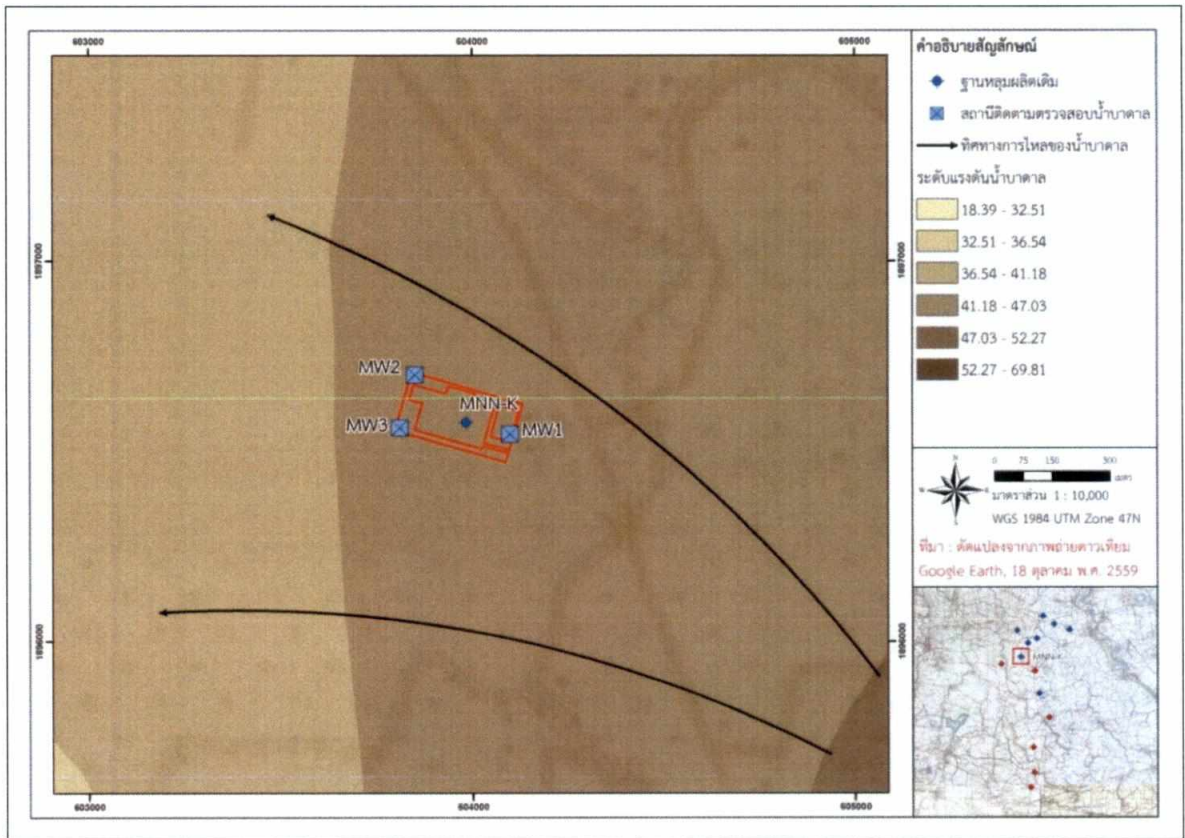 603000
604000
605000
1897000
1897000
MW2
MNN-K
MW3
MW1
1896000
1896000
603000
604000
605000
คำอธิบายสัญลักษณ์
ฐานหลุมผลิตเดิม
สถานีติดตามตรวจสอบน้ำบาดาล
ทิศทางการไหลของน้ำบาดาล
ระดับแรงดันน้ำบาดาล
18.39 - 32.51
32.51 - 36.54
36.54 - 41.18
41.18 - 47.03
47.03 - 52.27
52.27 - 69.81
N
W
E
S
0 75 150 300
เมตร
มาตราส่วน 1 : 10,000
WGS 1984 UTM Zone 47N
ที่มา : ดัดแปลงจากภาพถ่ายดาวเทียม
Google Earth, 18 ตุลาคม พ.ศ. 2559
MNN-K